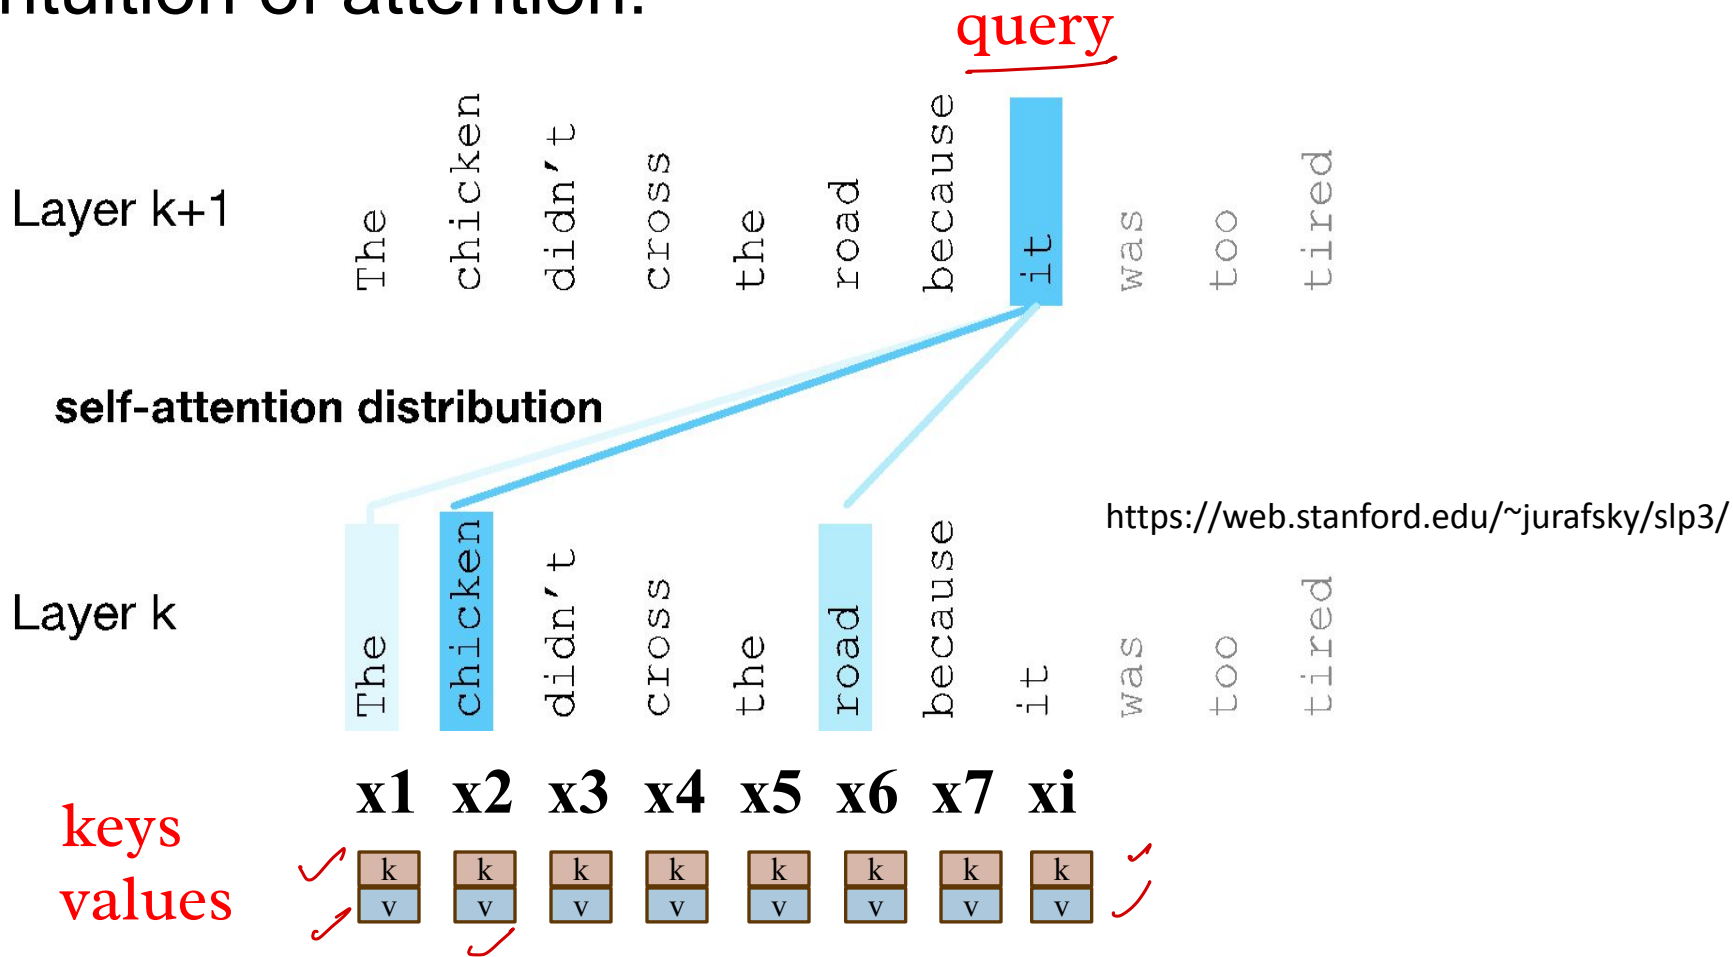 ntuition of attention:
query
Layer k+1
The chicken didn't cross the road because it was too tired
self-attention distribution
https://web.stanford.edu/~jurafsky/slp3/
Layer k
The chicken didn't cross the road because it was too tired
x1 x2 x3 x4 x5 x6 x7 xi
keys
k k k k k k k k
values
v v v v v v v v